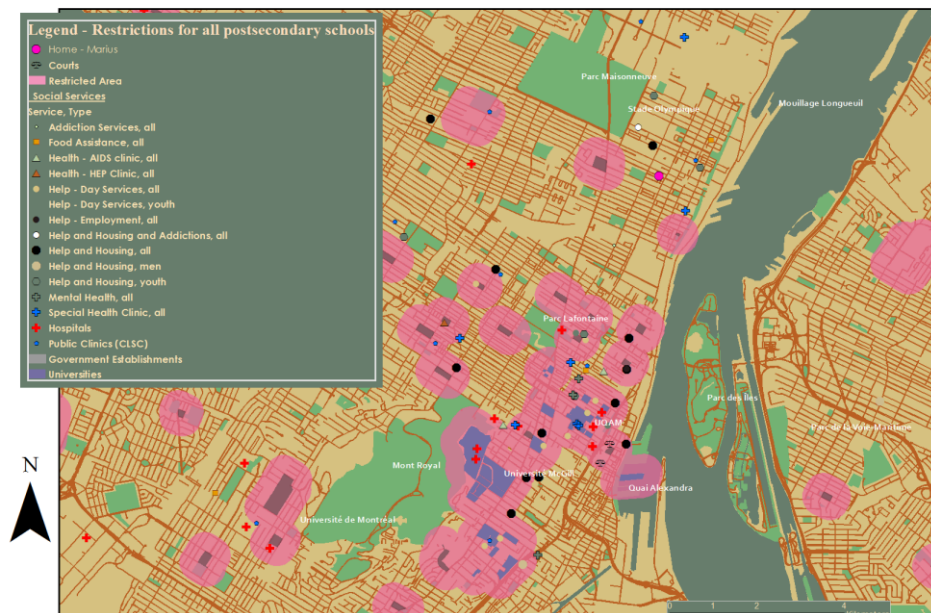 Legend - Restrictions for all postsecondary schools
Home - Marius
Courts
Restricted Area
Social Services
Service, Type
Addiction Services, all
Food Assistance, all
Health - AIDS clinic, all
Health - HEP Clinic, all
Help - Day Services, all
Help - Day Services, youth
Help - Employment, all
Help and Housing and Addictions, all
Help and Housing, all
Help and Housing, men
Help and Housing, youth
Mental Health, all
Special Health Clinic, all
Hospitals
Public Clinics (CLSC)
Government Establishments
Universities
Parc Maisonneuve
Stade Olympique
Mouillage Longueuil
Parc Lafontaine
Parc des Iles
UQAM
Parc de la Voie Maritime
Mont Royal
Université McGill
Quai Alexandra
Université de Montréal
N
0 1 2 4